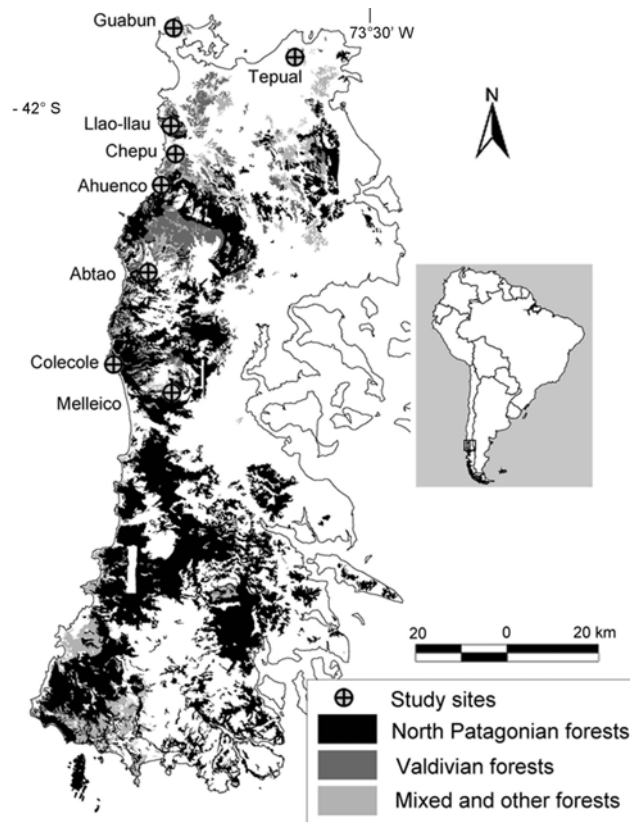 Guabun
73°30' W
Tepual
- 42° S
N
Llao-llau
Chepu
Ahuenco
Abtao
Colecole
Melleico
20 0 20 km
Study sites
North Patagonian forests
Valdivian forests
Mixed and other forests